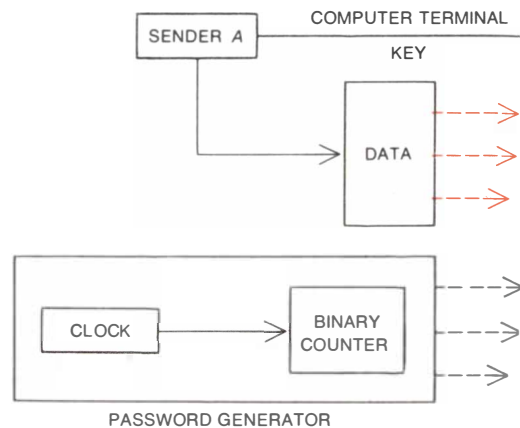 COMPUTER TERMINAL
SENDER A
KEY
DATA
CLOCK
BINARY
COUNTER
PASSWORD GENERATOR